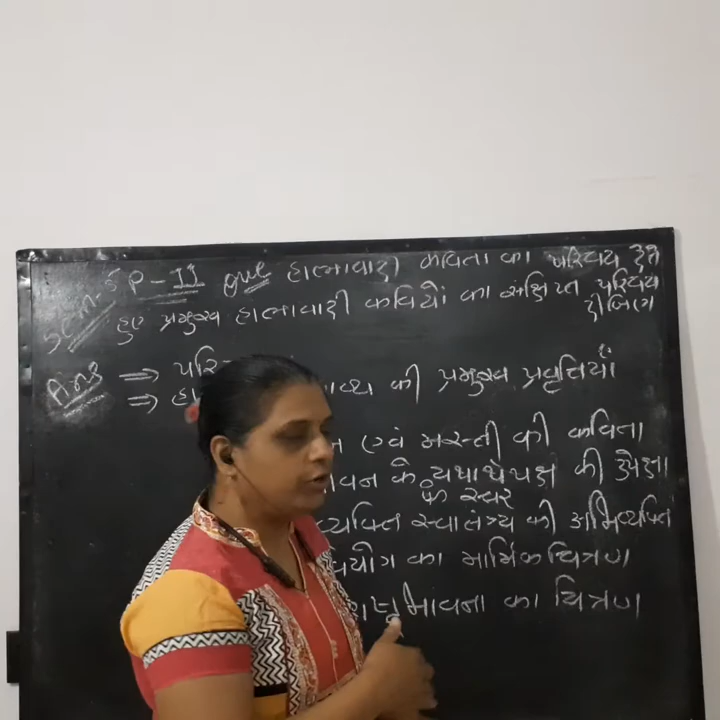 Sem-5 P-11 Que हालावादी कविता का परिचय देते
हुए प्रमुख हालावादी कवियों का संक्षिप्त परिचय
दीजिए
Ans ⇒ परि
⇒ हा व्य की प्रमुख प्रवृत्तियाँ
एवं मस्ती की कविता
वन के यथार्थ पक्ष की उपेक्षा
के स्वर
व्यक्ति स्वातंत्र्य की अभिव्यक्ति
वियोग का मार्मिक चित्रण
भावना का चित्रण